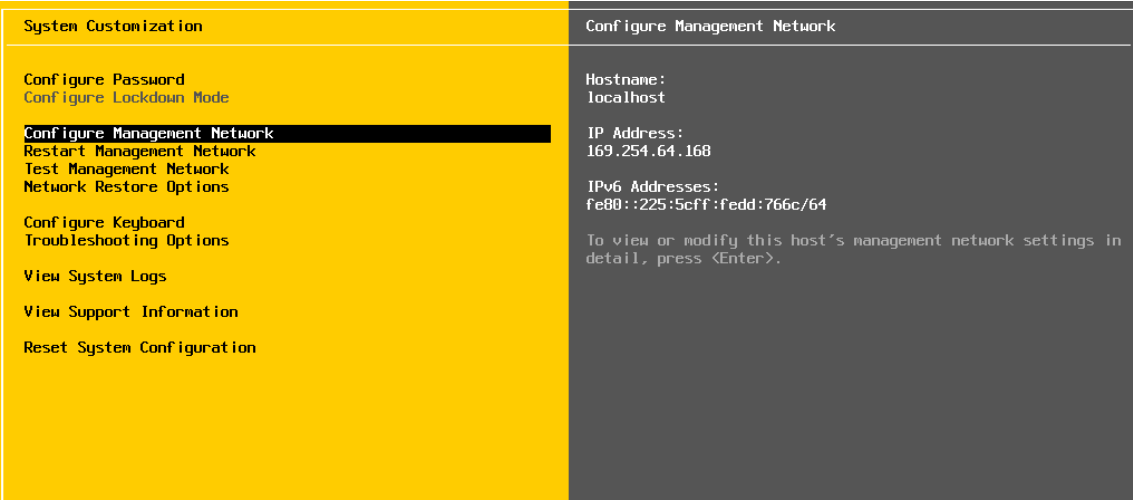 System Customization
Configure Password
Configure Lockdown Mode
Configure Management Network
Restart Management Network
Test Management Network
Network Restore Options
Configure Keyboard
Troubleshooting Options
View System Logs
View Support Information
Reset System Configuration
Configure Management Network
Hostname:
localhost
IP Address:
169.254.64.168
IPv6 Addresses:
fe80::225:5cff:fedd:766c/64
To view or modify this host's management network settings in
detail, press <Enter>.